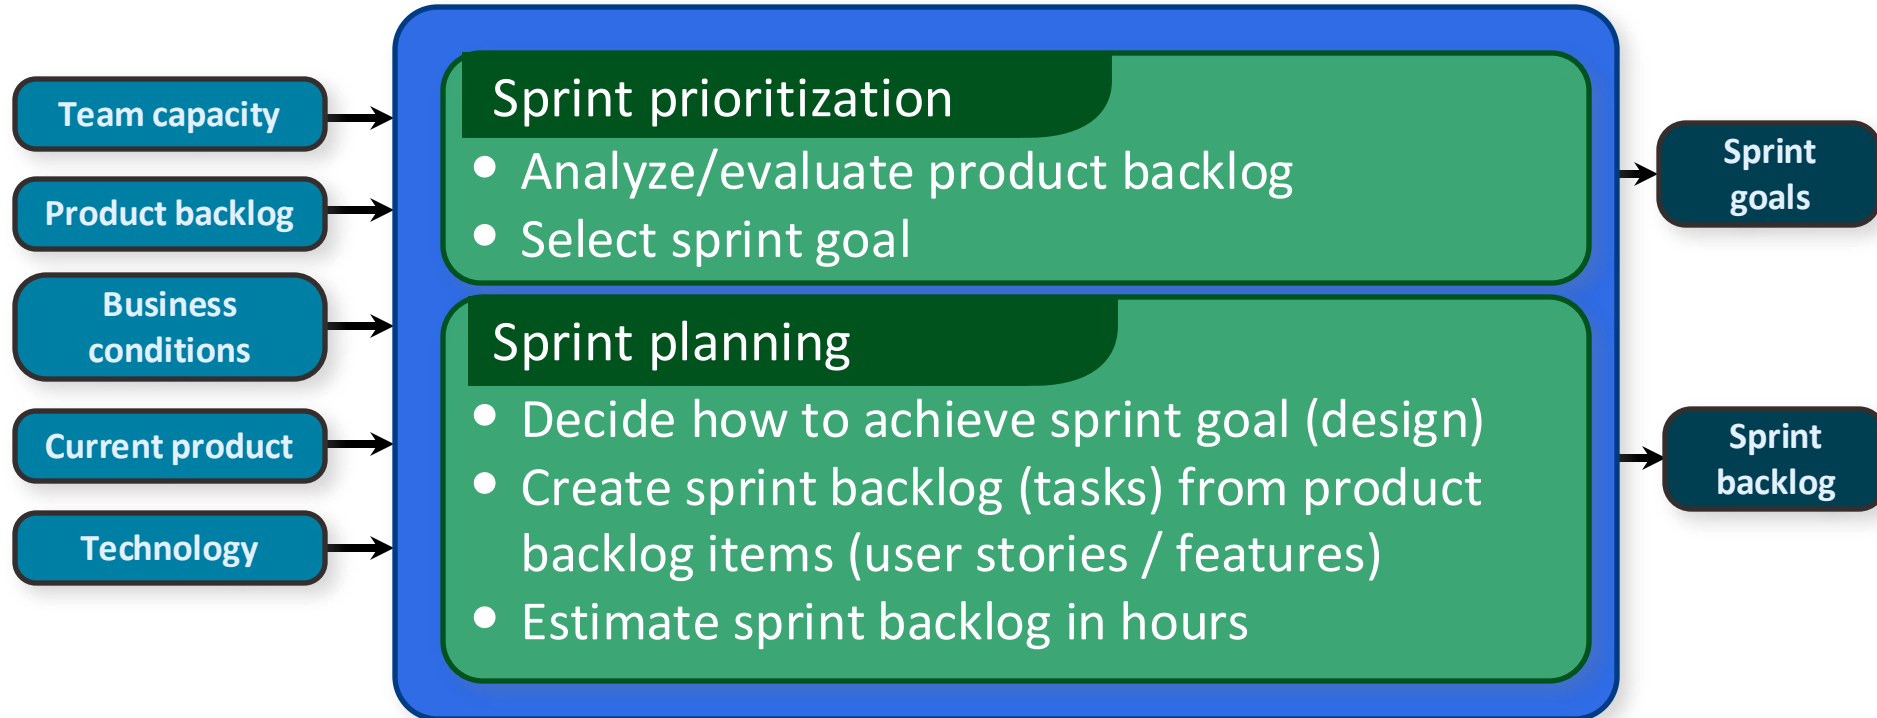 Team capacity
Product backlog
Business
conditions
Current product
Technology
Sprint prioritization
• Analyze/evaluate product backlog
• Select sprint goal
Sprint planning
• Decide how to achieve sprint goal (design)
• Create sprint backlog (tasks) from product
backlog items (user stories / features)
• Estimate sprint backlog in hours
Sprint
goals
Sprint
backlog